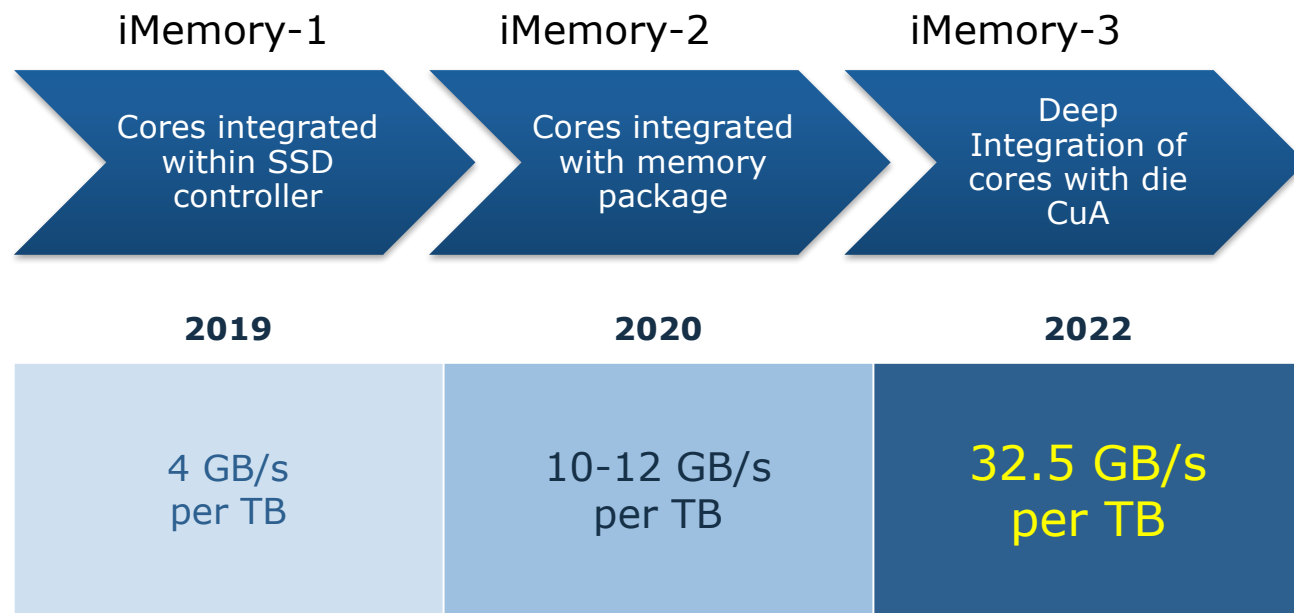 iMemory-1
iMemory-2
iMemory-3
Cores integrated
within SSD
controller
Cores integrated
with memory
package
Deep
Integration of
cores with die
CuA
2019
2020
2022
4 GB/s
per TB
10-12 GB/s
per TB
32.5 GB/s
per TB